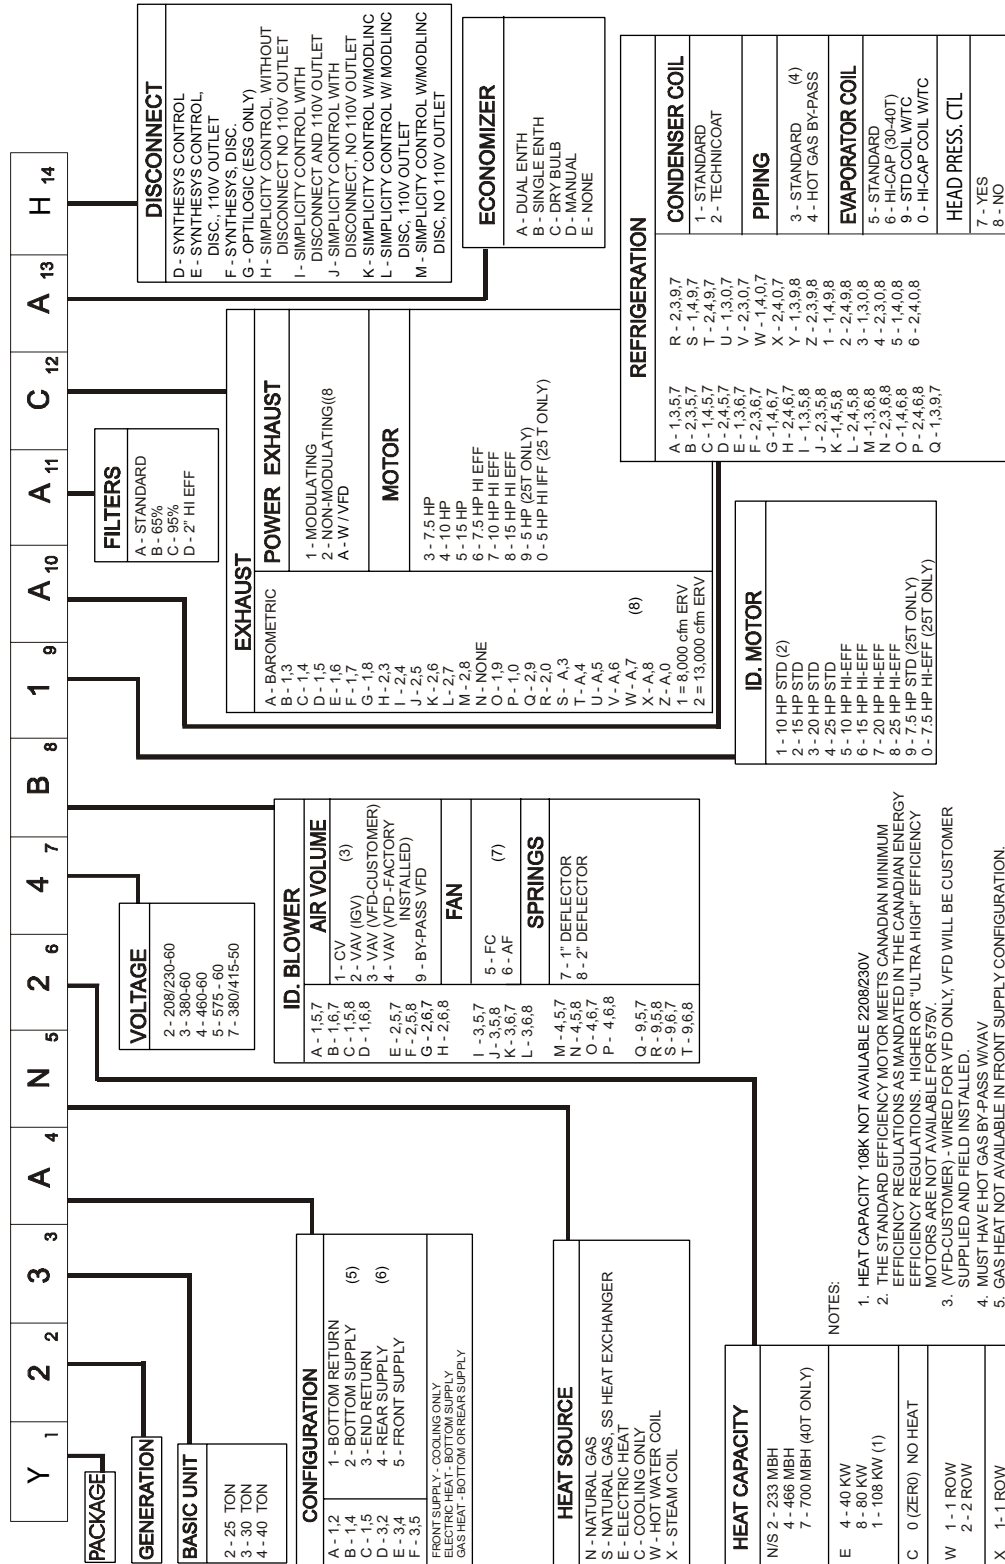 Y 1 2 2 3 3 A 4 N 5 2 6 4 7 B 8 1 9 A 10 A 11 C 12 A 13 H 14
PACKAGE
GENERATION
BASIC UNIT
2 - 25 TON
3 - 30 TON
4 - 40 TON
CONFIGURATION
A - 1,2
B - 1,4
C - 1,5
D - 3,2
E - 3,4
F - 3,5
1 - BOTTOM RETURN
2 - BOTTOM SUPPLY (5)
3 - END RETURN
4 - REAR SUPPLY (6)
5 - FRONT SUPPLY
FRONT SUPPLY - COOLING ONLY
ELECTRIC HEAT - BOTTOM SUPPLY
GAS HEAT - BOTTOM OR REAR SUPPLY
HEAT SOURCE
N - NATURAL GAS
S - NATURAL GAS, SS HEAT EXCHANGER
E - ELECTRIC HEAT
C - COOLING ONLY
W - HOT WATER COIL
X - STEAM COIL
HEAT CAPACITY
N/S 2 - 233 MBH
4 - 466 MBH
7 - 700 MBH (40T ONLY)
E 4 - 40 KW
8 - 80 KW
1 - 108 KW (1)
C 0 (ZER0) NO HEAT
W 1 - 1 ROW
2 - 2 ROW
X 1- 1 ROW
VOLTAGE
2 - 208/230-60
3 - 380-60
4 - 460-60
5 - 575 - 60
7 - 380/415-50
ID. BLOWER
A - 1,5,7
B - 1,6,7
C - 1,5,8
D - 1,6,8
E - 2,5,7
F - 2,5,8
G - 2,6,7
H - 2,6,8
I - 3,5,7
J - 3,5,8
K - 3,6,7
L - 3,6,8
M - 4,5,7
N - 4,5,8
O - 4,6,7
P - 4,6,8
Q - 9,5,7
R - 9,5,8
S - 9,6,7
T - 9,6,8
AIR VOLUME
1 - CV
2 - VAV (IGV) (3)
3 - VAV (VFD-CUSTOMER)
4 - VAV (VFD -FACTORY
INSTALLED)
9 - BY-PASS VFD
FAN
5 - FC (7)
6 - AF
SPRINGS
7 - 1" DEFLECTOR
8 - 2" DEFLECTOR
ID. MOTOR
1 - 10 HP STD (2)
2 - 15 HP STD
3 - 20 HP STD
4 - 25 HP STD
5 - 10 HP HI-EFF
6 - 15 HP HI-EFF
7 - 20 HP HI-EFF
8 - 25 HP HI-EFF
9 - 7.5 HP STD (25T ONLY)
0 - 7.5 HP HI-EFF (25T ONLY)
FILTERS
A - STANDARD
B - 65%
C - 95%
D - 2" HI EFF
EXHAUST
A - BAROMETRIC
B - 1,3
C - 1,4
D - 1,5
E - 1,6
F - 1,7
G - 1,8
H - 2,3
I - 2,4
J - 2,5
K - 2,6
L - 2,7
M - 2,8
N - NONE
O - 1,9
P - 1,0
Q - 2,9
R - 2,0
S - A,3
T - A,4
U - A,5
V - A,6
W - A,7 (8)
X - A,8
Z - A,0
1 = 8,000 cfm ERV
2 = 13,000 cfm ERV
POWER EXHAUST
1 - MODULATING
2 - NON-MODULATING((8
A - W / VFD
MOTOR
3 - 7.5 HP
4 - 10 HP
5 - 15 HP
6 - 7.5 HP HI EFF
7 - 10 HP HI EFF
8 - 15 HP HI EFF
9 - 5 HP (25T ONLY)
0 - 5 HP HI IFF (25 T ONLY)
DISCONNECT
D - SYNTHESYS CONTROL
E - SYNTHESYS CONTROL,
DISC, 110V OUTLET
F - SYNTHESYS, DISC.
G - OPTILOGIC (ESG ONLY)
H - SIMPLICITY CONTROL, WITHOUT
DISCONNECT NO 110V OUTLET
I - SIMPLICITY CONTROL WITH
DISCONNECT AND 110V OUTLET
J - SIMPLICITY CONTROL WITH
DISCONNECT, NO 110V OUTLET
K - SIMPLICITY CONTROL W/MODLINC
L - SIMPLICITY CONTROL W/ MODLINC
DISC, 110V OUTLET
M - SIMPLICITY CONTROL W/MODLINC
DISC, NO 110V OUTLET
ECONOMIZER
A - DUAL ENTH
B - SINGLE ENTH
C - DRY BULB
D - MANUAL
E - NONE
REFRIGERATION
A - 1,3,5,7
B - 2,3,5,7
C - 1,4,5,7
D - 2,4,5,7
E - 1,3,6,7
F - 2,3,6,7
G -1,4,6,7
H - 2,4,6,7
I - 1,3,5,8
J - 2,3,5,8
K -1,4,5,8
L - 2,4,5,8
M -1,3,6,8
N - 2,3,6,8
O -1,4,6,8
P - 2,4,6,8
Q - 1,3,9,7
R - 2,3,9,7
S - 1,4,9,7
T - 2,4,9,7
U - 1,3,0,7
V - 2,3,0,7
W - 1,4,0,7
X - 2,4,0,7
Y - 1,3,9,8
Z - 2,3,9,8
1 - 1,4,9,8
2 - 2,4,9,8
3 - 1,3,0,8
4 - 2,3,0,8
5 - 1,4,0,8
6 - 2,4,0,8
CONDENSER COIL
1 - STANDARD
2 - TECHNICOAT
PIPING
3 - STANDARD (4)
4 - HOT GAS BY-PASS
EVAPORATOR COIL
5 - STANDARD
6 - HI-CAP (30-40T)
9 - STD COIL W/TC
0 - HI-CAP COIL W/TC
HEAD PRESS. CTL
7 - YES
8 - NO
NOTES:
1. HEAT CAPACITY 108K NOT AVAILABLE 2208/230V
2. THE STANDARD EFFICIENCY MOTOR MEETS CANADIAN MINIMUM
EFFICIENCY REGULATIONS AS MANDATED IN THE CANADIAN ENERGY
EFFICIENCY REGULATIONS. HIGHER OR "ULTRA HIGH" EFFICIENCY
MOTORS ARE NOT AVAILABLE FOR 575V.
3. (VFD-CUSTOMER) - WIRED FOR VFD ONLY, VFD WILL BE CUSTOMER
SUPPLIED AND FIELD INSTALLED.
4. MUST HAVE HOT GAS BY-PASS W/VAV
5. GAS HEAT NOT AVAILABLE IN FRONT SUPPLY CONFIGURATION.